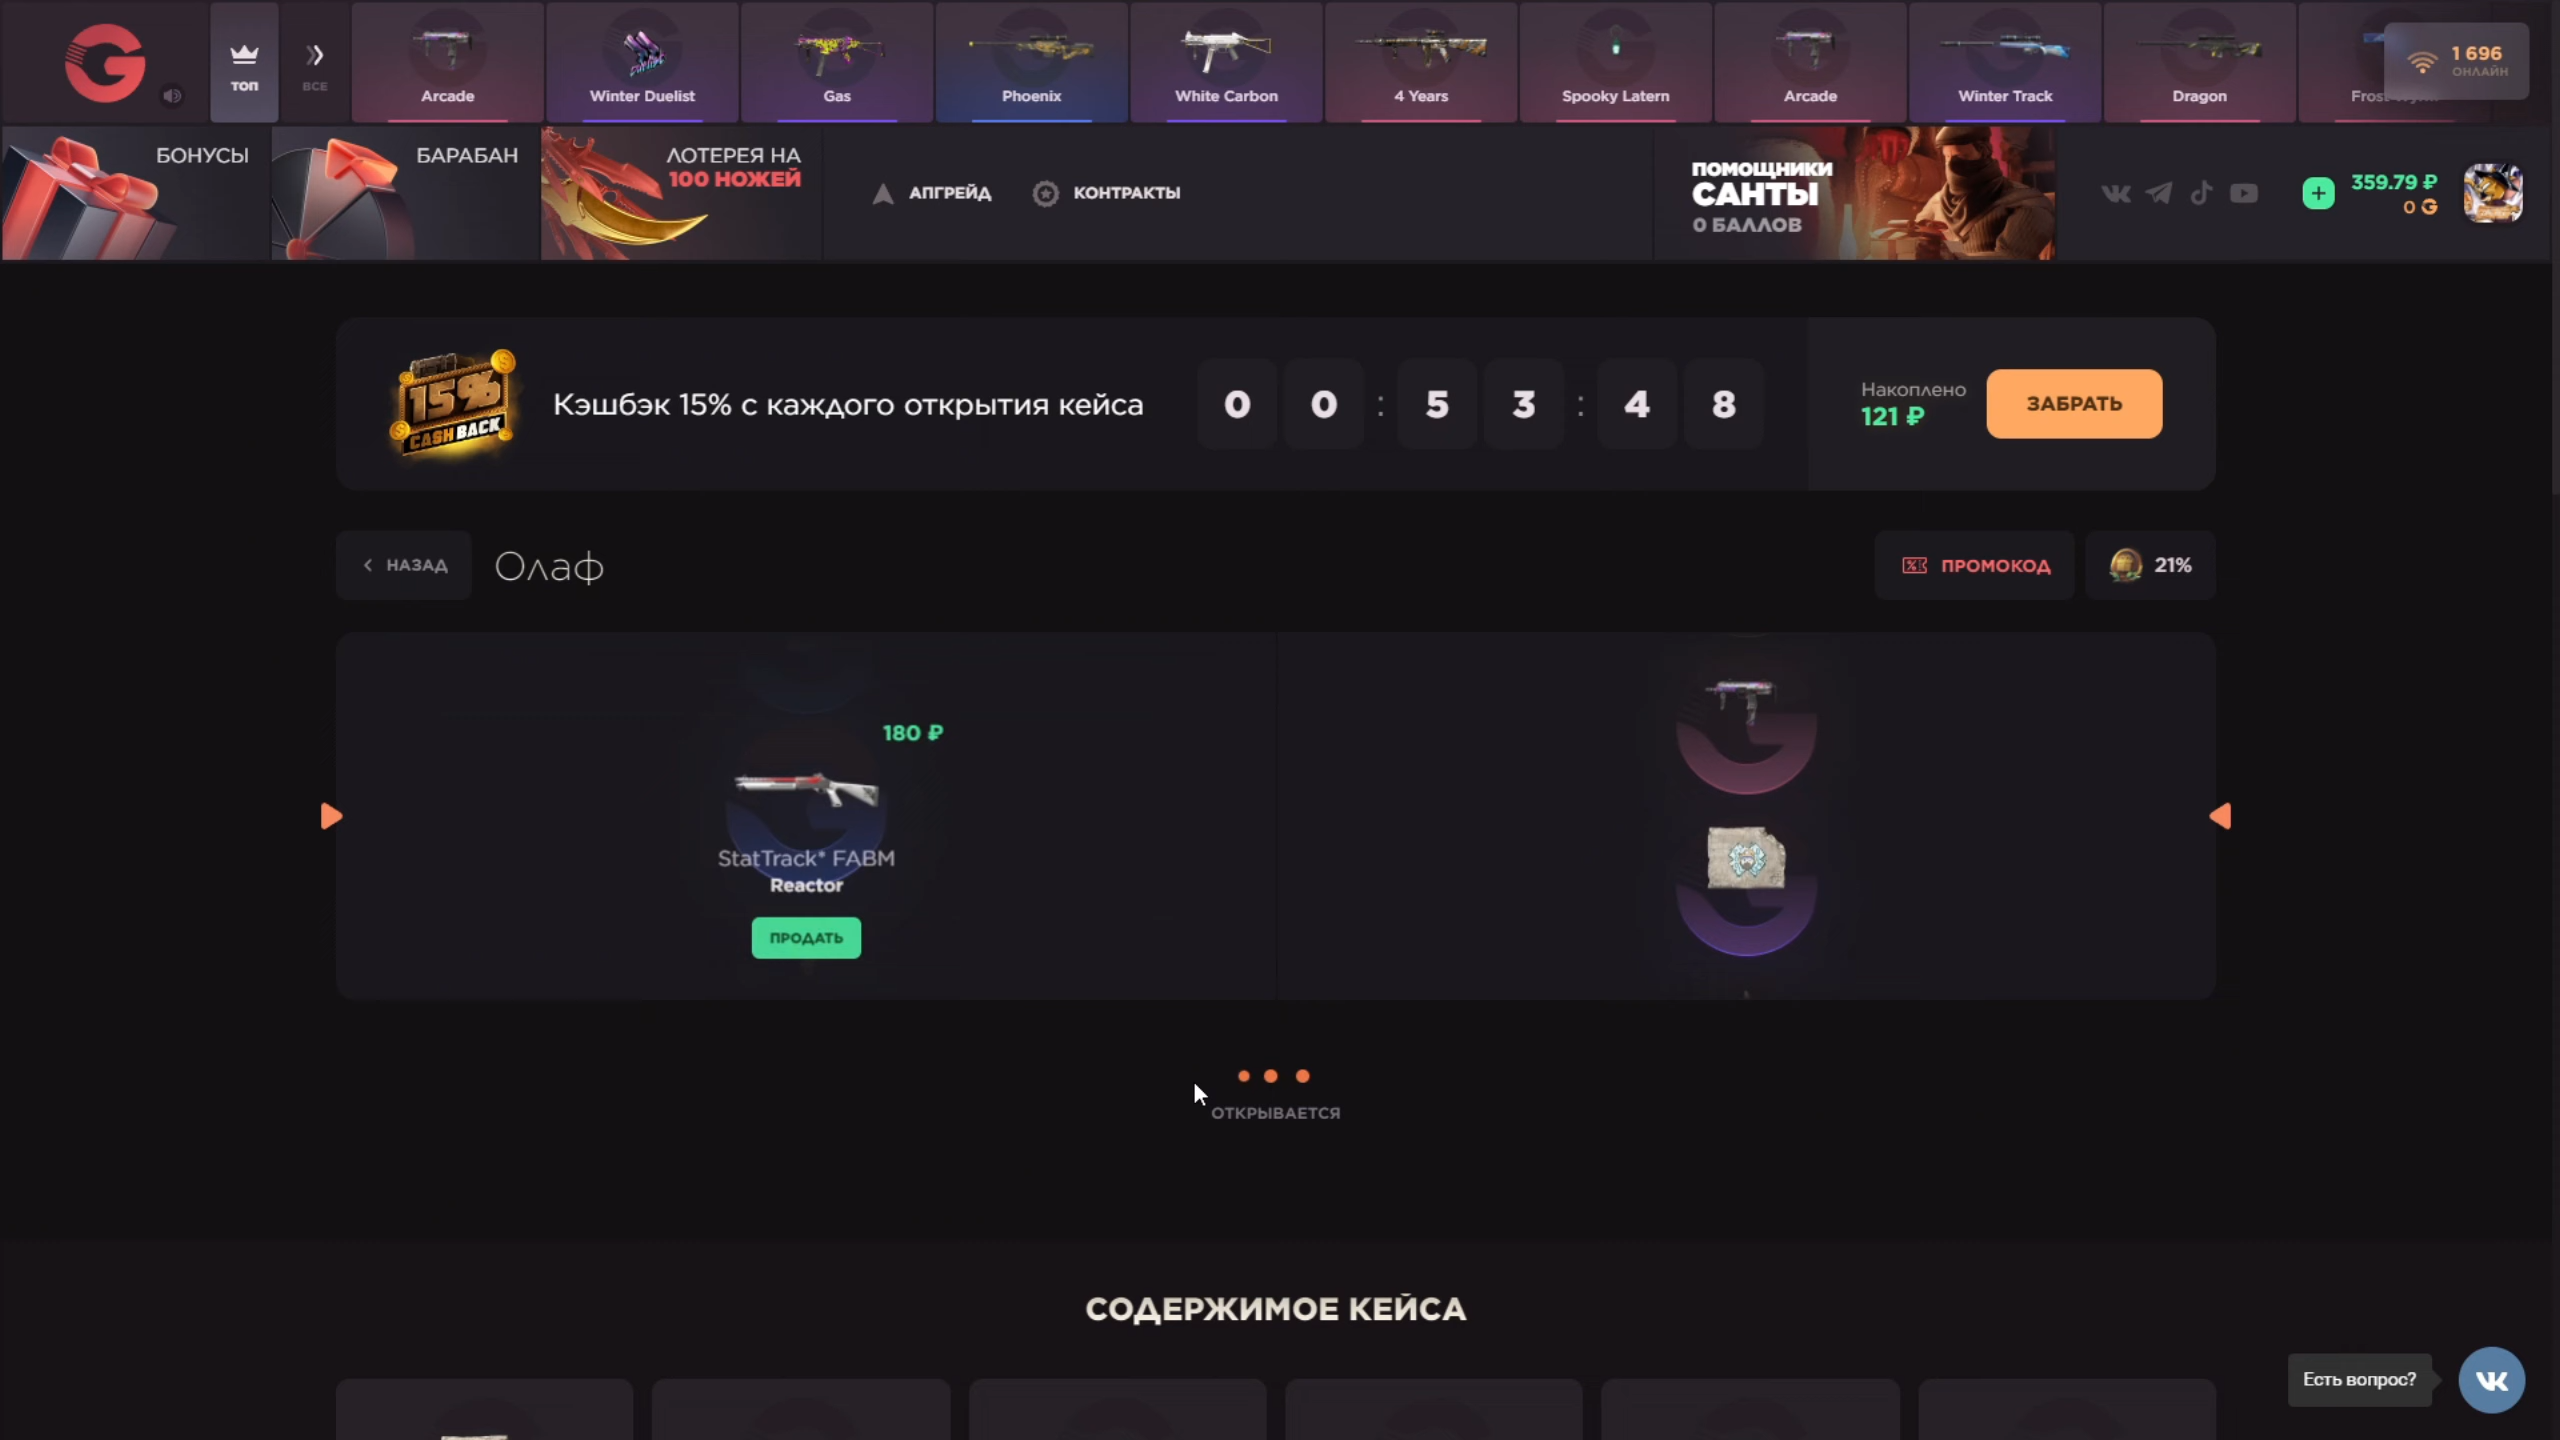 ТОП
ВСЕ
Arcade
Winter Duelist
Gas
Phoenix
White Carbon
4 Years
Spooky Latern
Arcade
Winter Track
Dragon
1 696
ОНЛАЙН
БОНУСЫ
БАРАБАН
ЛОТЕРЕЯ НА
100 НОЖЕЙ
АПГРЕЙД
КОНТРАКТЫ
ПОМОЩНИКИ
САНТЫ
0 БАЛЛОВ
359.79 ₽
0 G
15%
CASH BACK
Кэшбэк 15% с каждого открытия кейса
0 0 : 5 3 : 4 8
Накоплено
121 ₽
ЗАБРАТЬ
НАЗАД
Олаф
ПРОМОКОД
21%
180 ₽
StatTrack* FABM
Reactor
ПРОДАТЬ
ОТКРЫВАЕТСЯ
СОДЕРЖИМОЕ КЕЙСА
Есть вопрос?